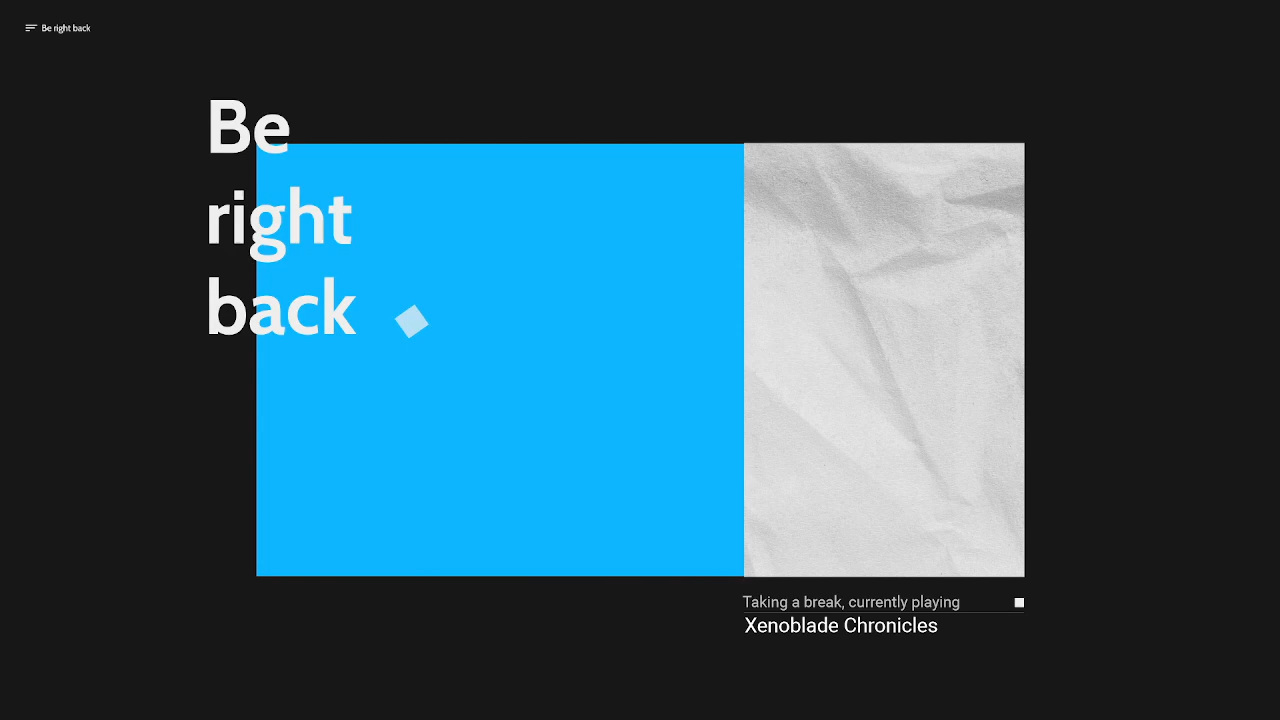 Be right back
Be
right
back
Taking a break, currently playing
Xenoblade Chronicles